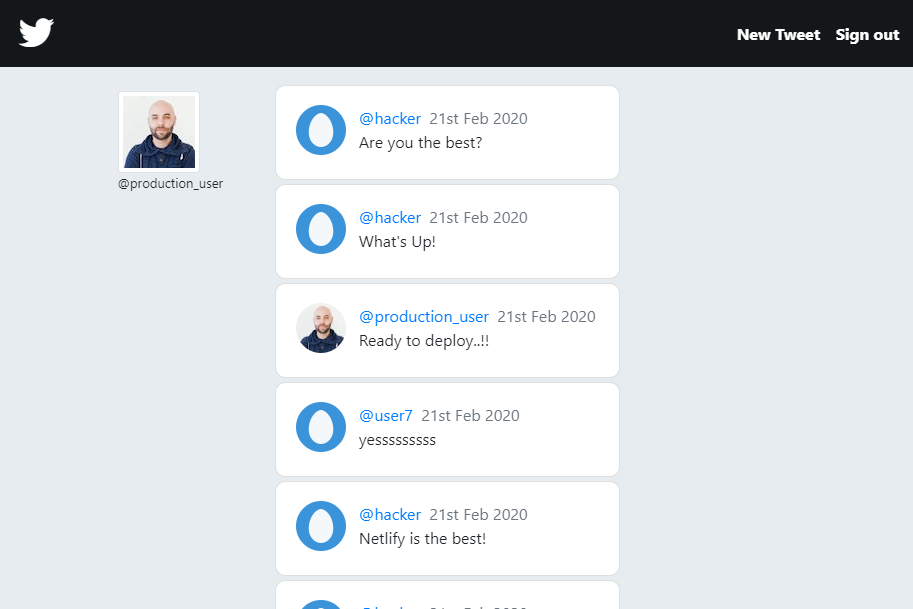 New Tweet Sign out
@production_user
@hacker 21st Feb 2020
Are you the best?
@hacker 21st Feb 2020
What's Up!
@production_user 21st Feb 2020
Ready to deploy..!!
@user7 21st Feb 2020
yesssssssss
@hacker 21st Feb 2020
Netlify is the best!